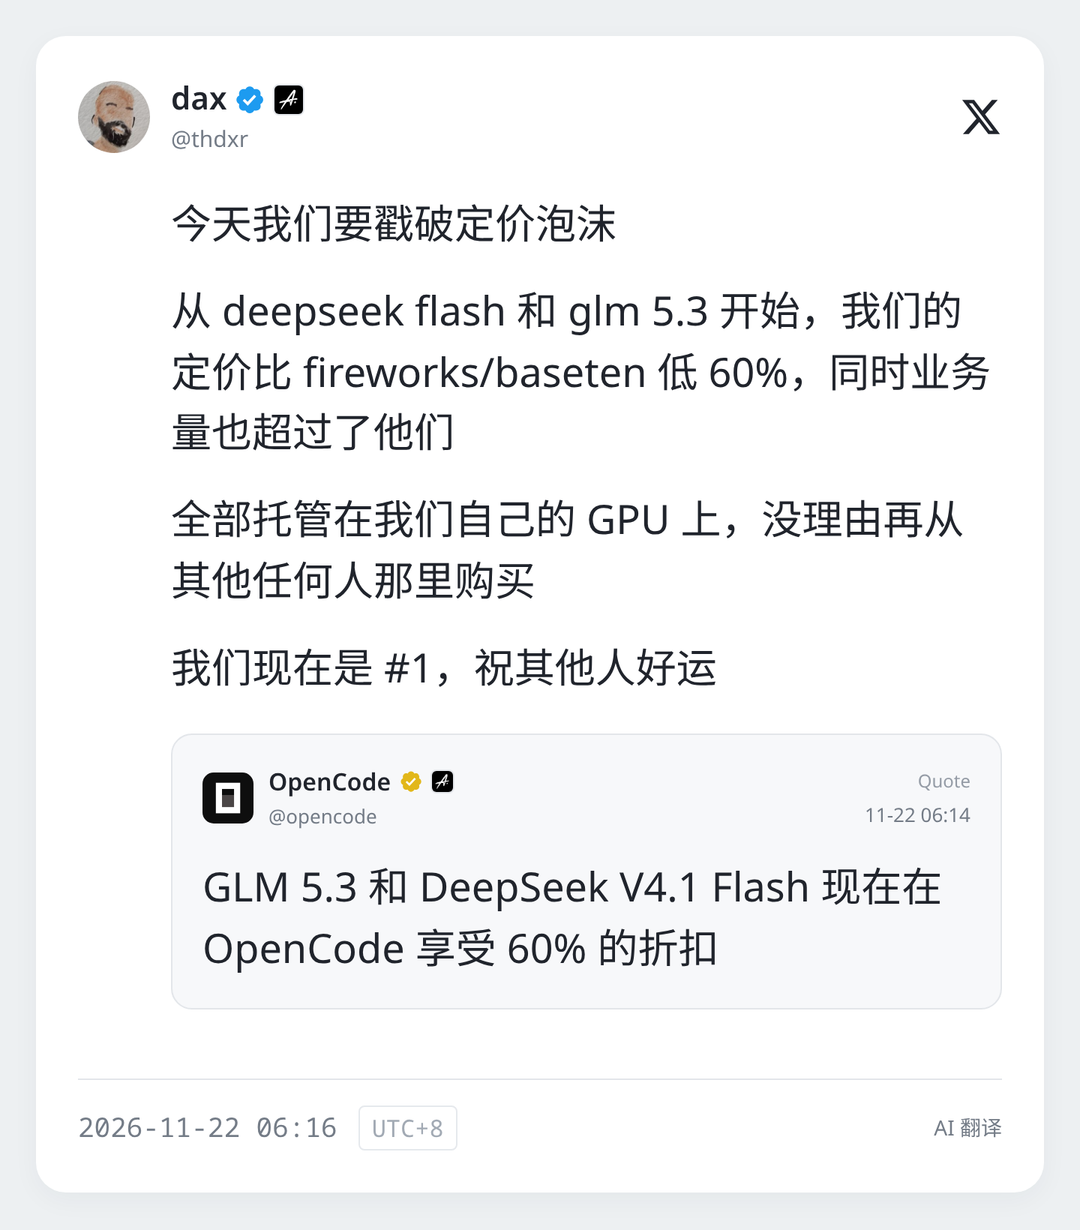 dax
@thdxr
今天我们要戳破定价泡沫
从 deepseek flash 和 glm 5.3 开始，我们的
定价比 fireworks/baseten 低 60%，同时业务
量也超过了他们
全部托管在我们自己的 GPU 上，没理由再从
其他任何人那里购买
我们现在是 #1，祝其他人好运
OpenCode
Quote
@opencode
11-22 06:14
GLM 5.3 和 DeepSeek V4.1 Flash 现在在
OpenCode 享受 60% 的折扣
2026-11-22 06:16 UTC+8
AI 翻译